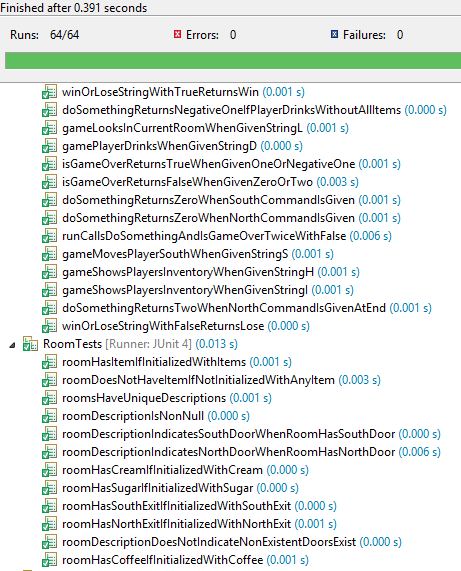 Finished after 0.391 seconds
Runs: 64/64 Errors: 0 Failures: 0
winOrLoseStringWithTrueReturnsWin (0.001 s)
doSomethingReturnsNegativeOneIfPlayerDrinksWithoutAllItems (0.000 s)
gameLooksInCurrentRoomWhenGivenStringL (0.001 s)
gamePlayerDrinksWhenGivenStringD (0.000 s)
isGameOverReturnsTrueWhenGivenOneOrNegativeOne (0.001 s)
isGameOverReturnsFalseWhenGivenZeroOrTwo (0.003 s)
doSomethingReturnsZeroWhenSouthCommandIsGiven (0.000 s)
doSomethingReturnsZeroWhenNorthCommandIsGiven (0.000 s)
runCallsDoSomethingAndIsGameOverTwiceWithFalse (0.006 s)
gameMovesPlayerSouthWhenGivenStringS (0.001 s)
gameShowsPlayersInventoryWhenGivenStringH (0.001 s)
gameShowsPlayersInventoryWhenGivenStringI (0.001 s)
doSomethingReturnsTwoWhenNorthCommandIsGivenAtEnd (0.001 s)
winOrLoseStringWithFalseReturnsLose (0.000 s)
RoomTests [Runner: JUnit 4] (0.013 s)
roomHasItemIfInitializedWithItems (0.001 s)
roomDoesNotHaveItemIfNotInitializedWithAnyItem (0.003 s)
roomsHaveUniqueDescriptions (0.001 s)
roomDescriptionIsNonNull (0.000 s)
roomDescriptionIndicatesSouthDoorWhenRoomHasSouthDoor (0.000 s)
roomDescriptionIndicatesNorthDoorWhenRoomHasNorthDoor (0.006 s)
roomHasCreamIfInitializedWithCream (0.000 s)
roomHasSugarIfInitializedWithSugar (0.000 s)
roomHasSouthExitIfInitializedWithSouthExit (0.000 s)
roomHasNorthExitIfInitializedWithNorthExit (0.001 s)
roomDescriptionDoesNotIndicateNonExistentDoorsExist (0.000 s)
roomHasCoffeeIfInitializedWithCoffee (0.001 s)